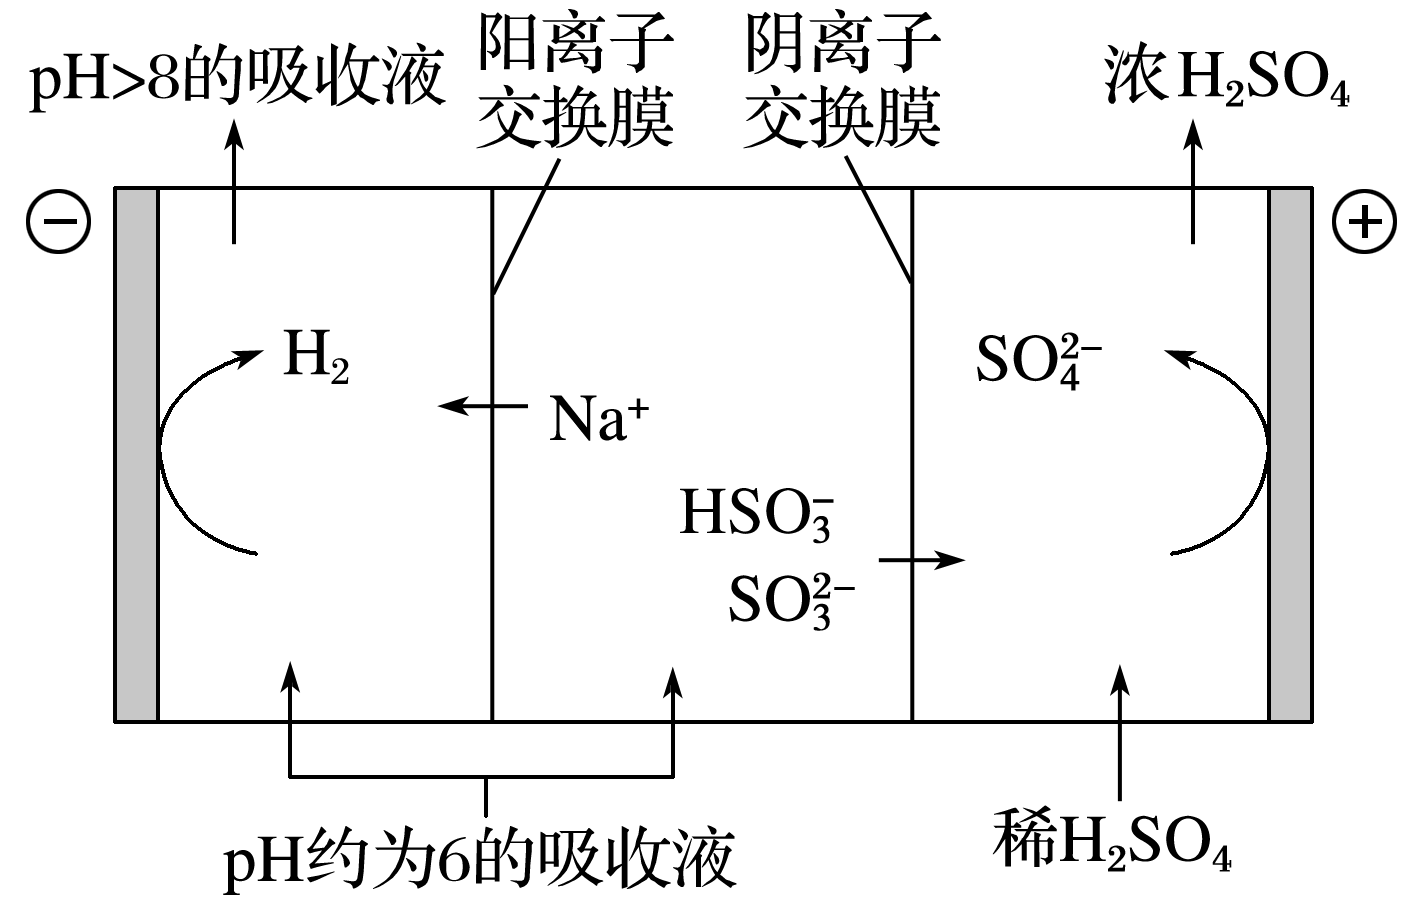 pH>8的吸收液
阳离子
交换膜
阴离子
交换膜
浓H₂SO₄
−
+
H₂
Na⁺
SO₄²⁻
HSO₃⁻
SO₃²⁻
pH约为6的吸收液
稀H₂SO₄